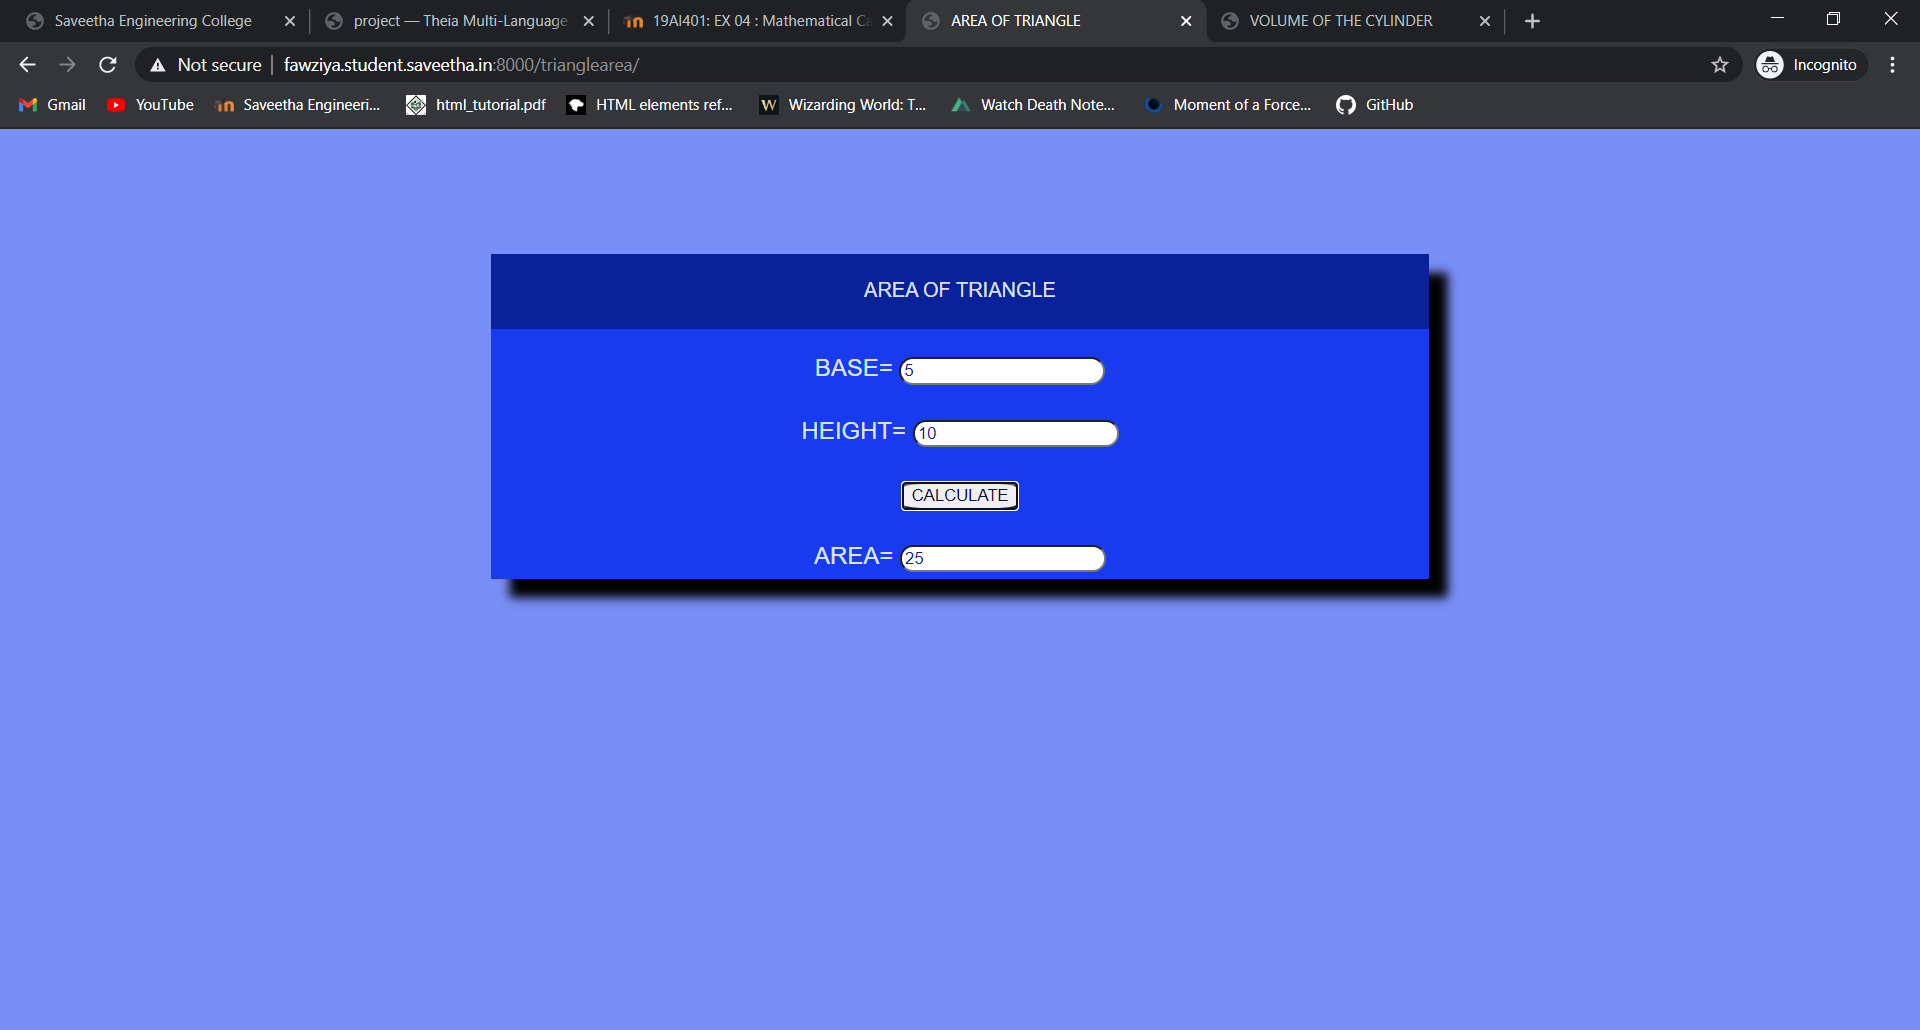 Saveetha Engineering College
project — Theia Multi-Language
19AI401: EX 04 : Mathematical Ca
AREA OF TRIANGLE
VOLUME OF THE CYLINDER
Not secure fawziya.student.saveetha.in:8000/trianglearea/
Incognito
Gmail
YouTube
Saveetha Engineeri...
html_tutorial.pdf
HTML elements ref...
Wizarding World: T...
Watch Death Note...
Moment of a Force...
GitHub
AREA OF TRIANGLE
BASE= 5
HEIGHT= 10
CALCULATE
AREA= 25